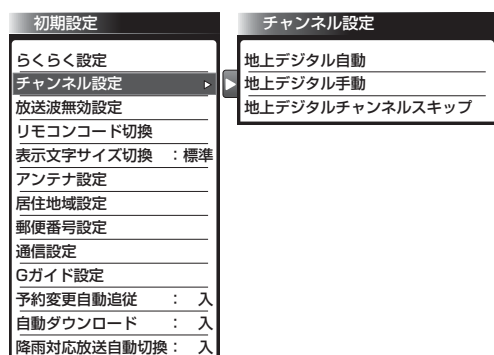 初期設定
らくらく設定
チャンネル設定
放送波無効設定
リモコンコード切換
表示文字サイズ切換 ：標準
アンテナ設定
居住地域設定
郵便番号設定
通信設定
Gガイド設定
予約変更自動追従 ： 入
自動ダウンロード ： 入
降雨対応放送自動切換： 入
チャンネル設定
地上デジタル自動
地上デジタル手動
地上デジタルチャンネルスキップ